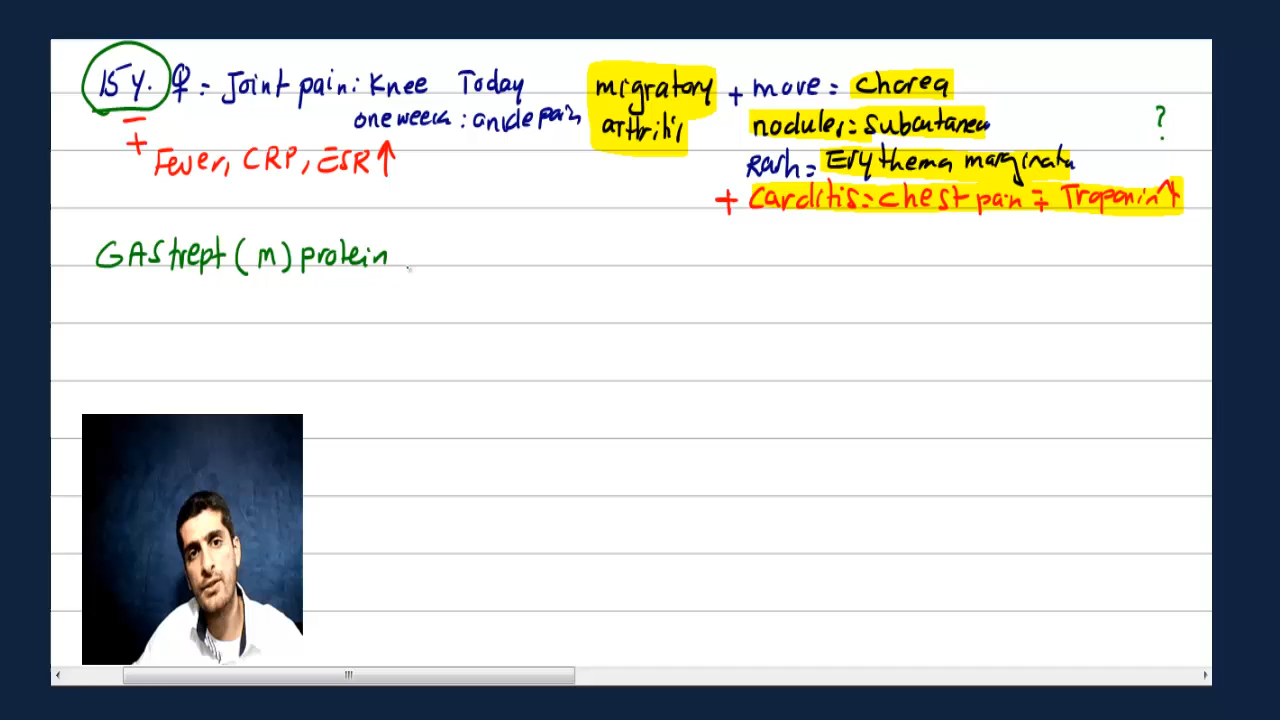 15 Y. ♀ = Joint pain: Knee Today
one week : ankle pain
migratory
arthritis
+ move = chorea
nodules = Subcutaneu
Rash = Erythema marginata
+ Carditis = chest pain = Troponin ↑
?
+ Fever, CRP, ESR ↑
GAStrept (m) protein